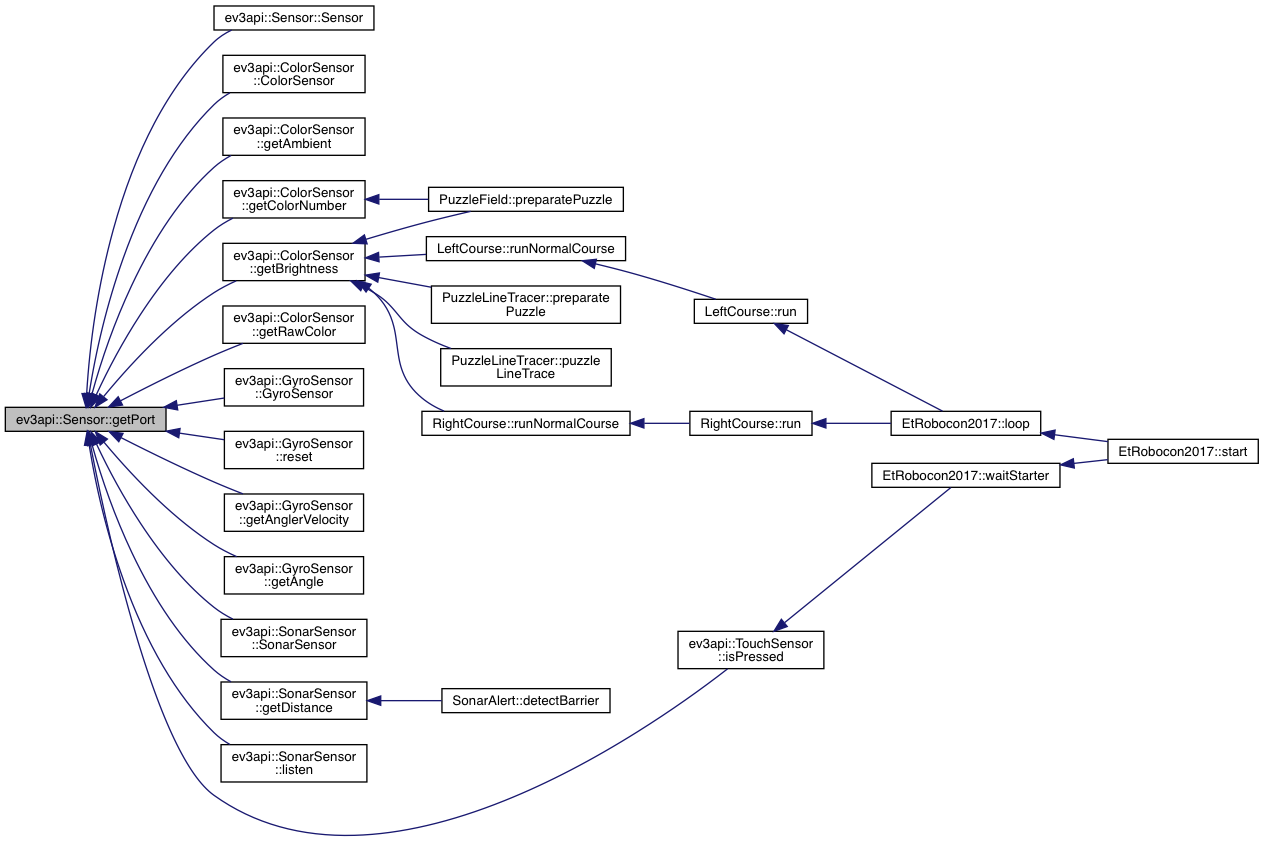 ev3api::Sensor::Sensor
ev3api::ColorSensor
::ColorSensor
ev3api::ColorSensor
::getAmbient
ev3api::ColorSensor
::getColorNumber
ev3api::ColorSensor
::getBrightness
ev3api::ColorSensor
::getRawColor
ev3api::GyroSensor
::GyroSensor
ev3api::Sensor::getPort
ev3api::GyroSensor
::reset
ev3api::GyroSensor
::getAnglerVelocity
ev3api::GyroSensor
::getAngle
ev3api::SonarSensor
::SonarSensor
ev3api::SonarSensor
::getDistance
ev3api::SonarSensor
::listen
PuzzleField::preparatePuzzle
LeftCourse::runNormalCourse
PuzzleLineTracer::preparate
Puzzle
PuzzleLineTracer::puzzle
LineTrace
RightCourse::runNormalCourse
SonarAlert::detectBarrier
LeftCourse::run
RightCourse::run
ev3api::TouchSensor
::isPressed
EtRobocon2017::loop
EtRobocon2017::waitStarter
EtRobocon2017::start